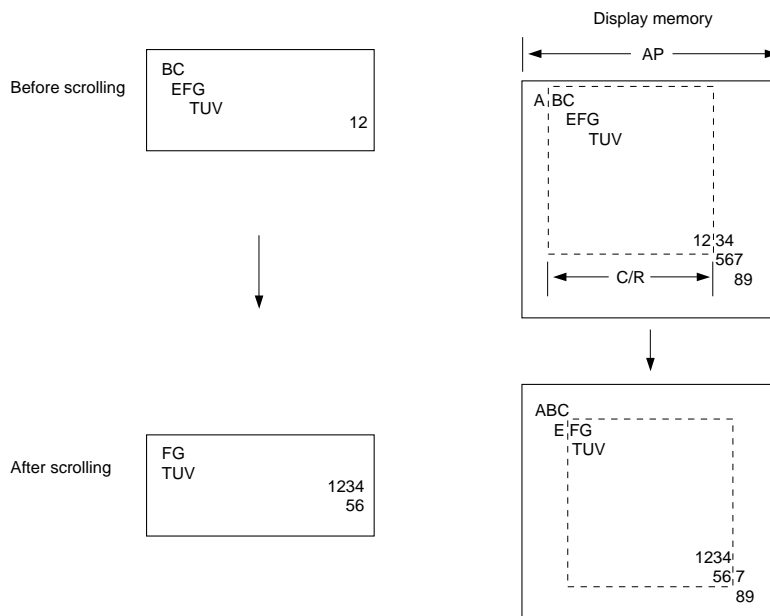 Display memory
AP
Before scrolling
BC
EFG
TUV
12
A BC
EFG
TUV
12 34
567
89
C/R
After scrolling
FG
TUV
1234
56
ABC
E FG
TUV
1234
56 7
89